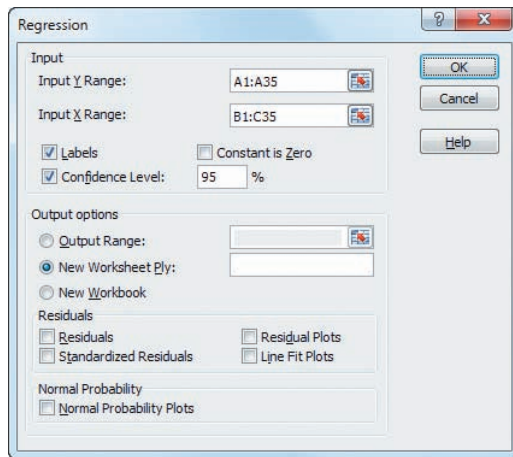 Regression
Input
Input Y Range: A1:A35
Input X Range: B1:C35
Labels Constant is Zero
Confidence Level: 95 %
OK
Cancel
Help
Output options
Output Range:
New Worksheet Ply:
New Workbook
Residuals
Residuals Residual Plots
Standardized Residuals Line Fit Plots
Normal Probability
Normal Probability Plots